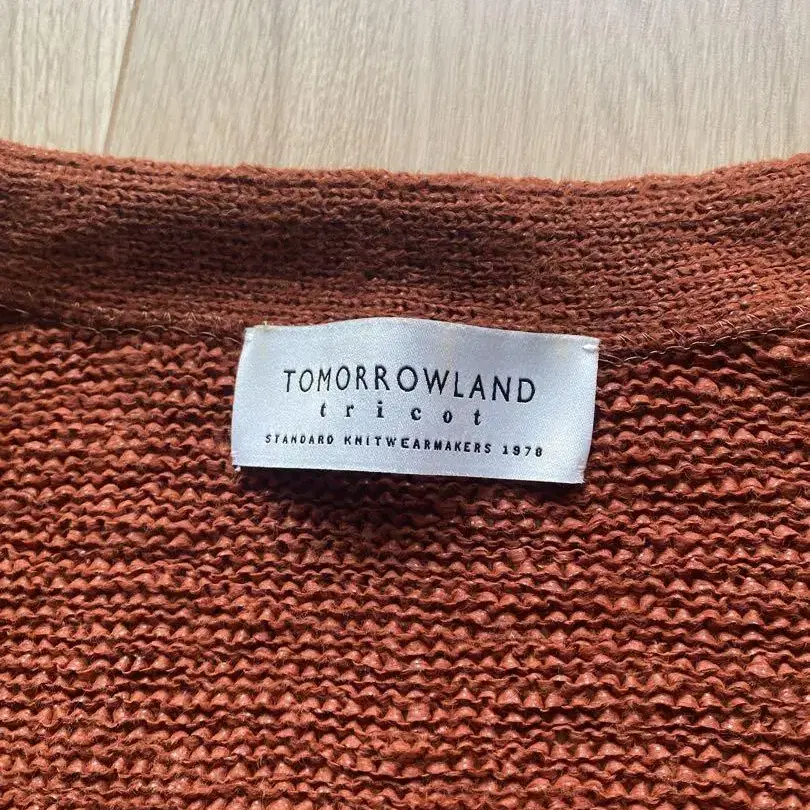 TOMORROWLAND
tricot
STANDARD KNITWEARMAKERS 1978